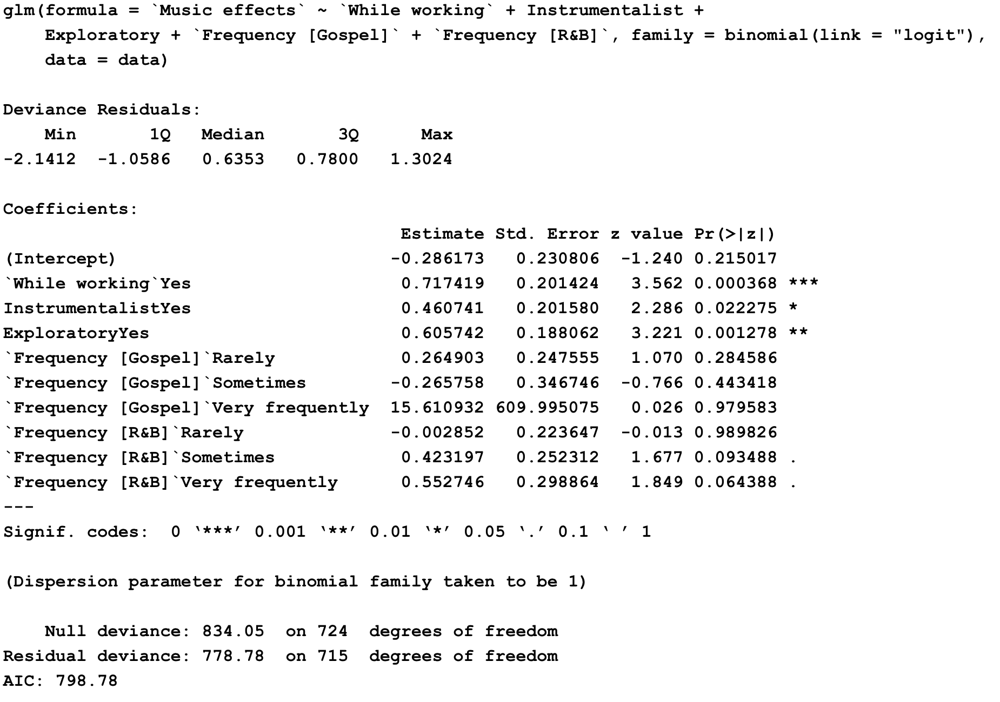 glm(formula = `Music effects` ~ `While working` + Instrumentalist +
    Exploratory + `Frequency [Gospel]` + `Frequency [R&B]`, family = binomial(link = "logit"),
    data = data)

Deviance Residuals:
    Min       1Q   Median       3Q      Max
-2.1412  -1.0586   0.6353   0.7800   1.3024

Coefficients:
                                      Estimate Std. Error z value Pr(>|z|)
(Intercept)                          -0.286173   0.230806  -1.240 0.215017
`While working`Yes                    0.717419   0.201424   3.562 0.000368 ***
InstrumentalistYes                    0.460741   0.201580   2.286 0.022275 *
ExploratoryYes                        0.605742   0.188062   3.221 0.001278 **
`Frequency [Gospel]`Rarely            0.264903   0.247555   1.070 0.284586
`Frequency [Gospel]`Sometimes        -0.265758   0.346746  -0.766 0.443418
`Frequency [Gospel]`Very frequently  15.610932 609.995075   0.026 0.979583
`Frequency [R&B]`Rarely              -0.002852   0.223647  -0.013 0.989826
`Frequency [R&B]`Sometimes            0.423197   0.252312   1.677 0.093488 .
`Frequency [R&B]`Very frequently      0.552746   0.298864   1.849 0.064388 .
---
Signif. codes:  0 ‘***’ 0.001 ‘**’ 0.01 ‘*’ 0.05 ‘.’ 0.1 ‘ ’ 1

(Dispersion parameter for binomial family taken to be 1)

    Null deviance: 834.05  on 724  degrees of freedom
Residual deviance: 778.78  on 715  degrees of freedom
AIC: 798.78